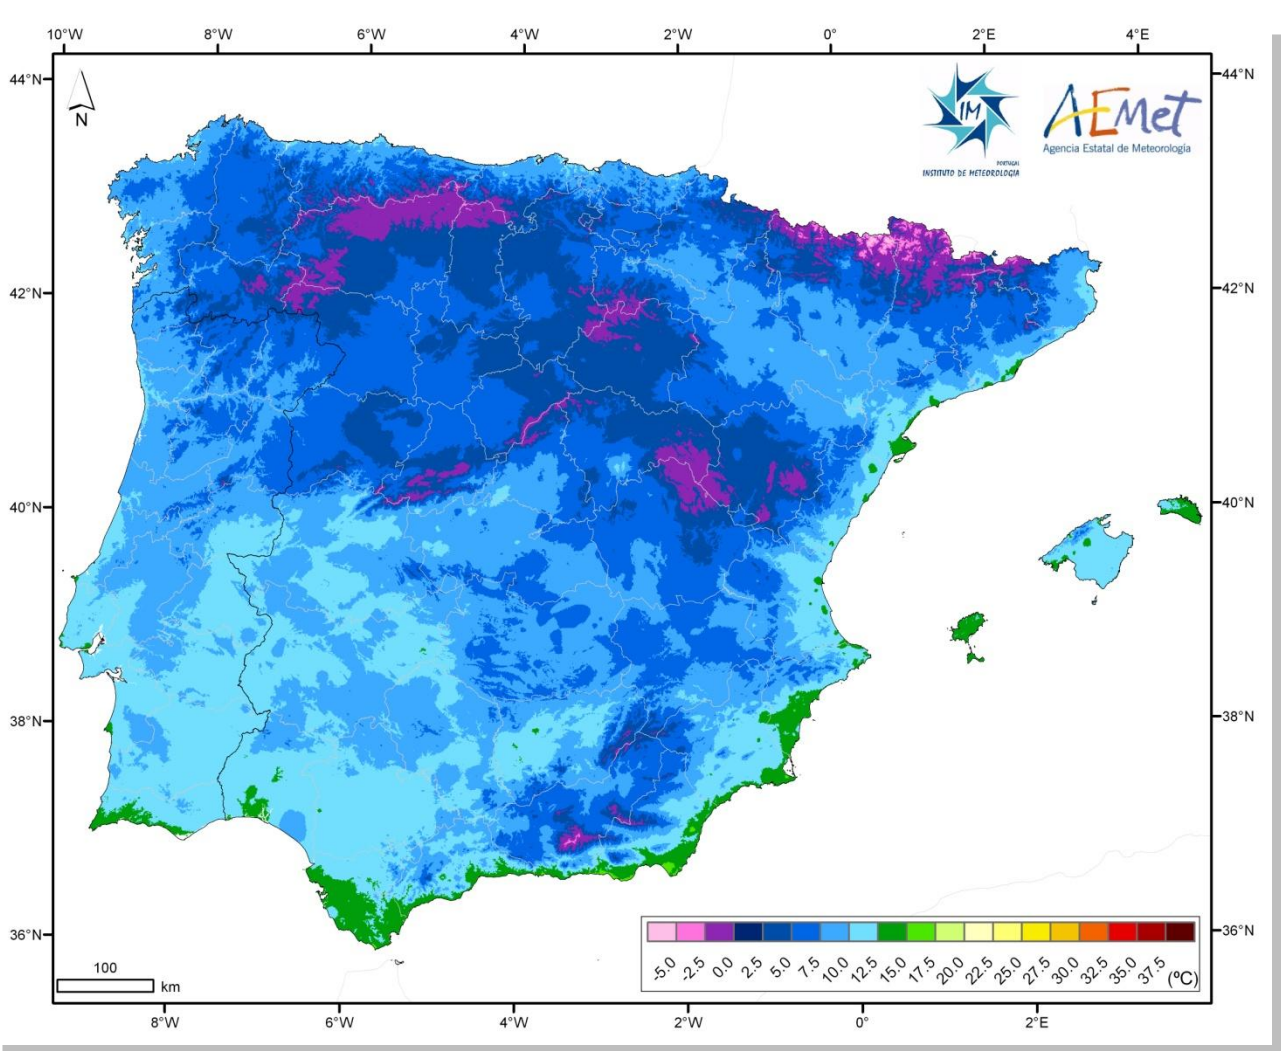 10°W 8°W 6°W 4°W 2°W 0° 2°E 4°E
44°N 44°N
N
IM
PORTUGAL
INSTITUTO DE METEOROLOGIA
AEMet
Agencia Estatal de Meteorología
42°N 42°N
40°N 40°N
38°N 38°N
36°N 36°N
100
km
-5.0 -2.5 0.0 2.5 5.0 7.5 10.0 12.5 15.0 17.5 20.0 22.5 25.0 27.5 30.0 32.5 35.0 37.5 (ºC)
8°W 6°W 4°W 2°W 0° 2°E